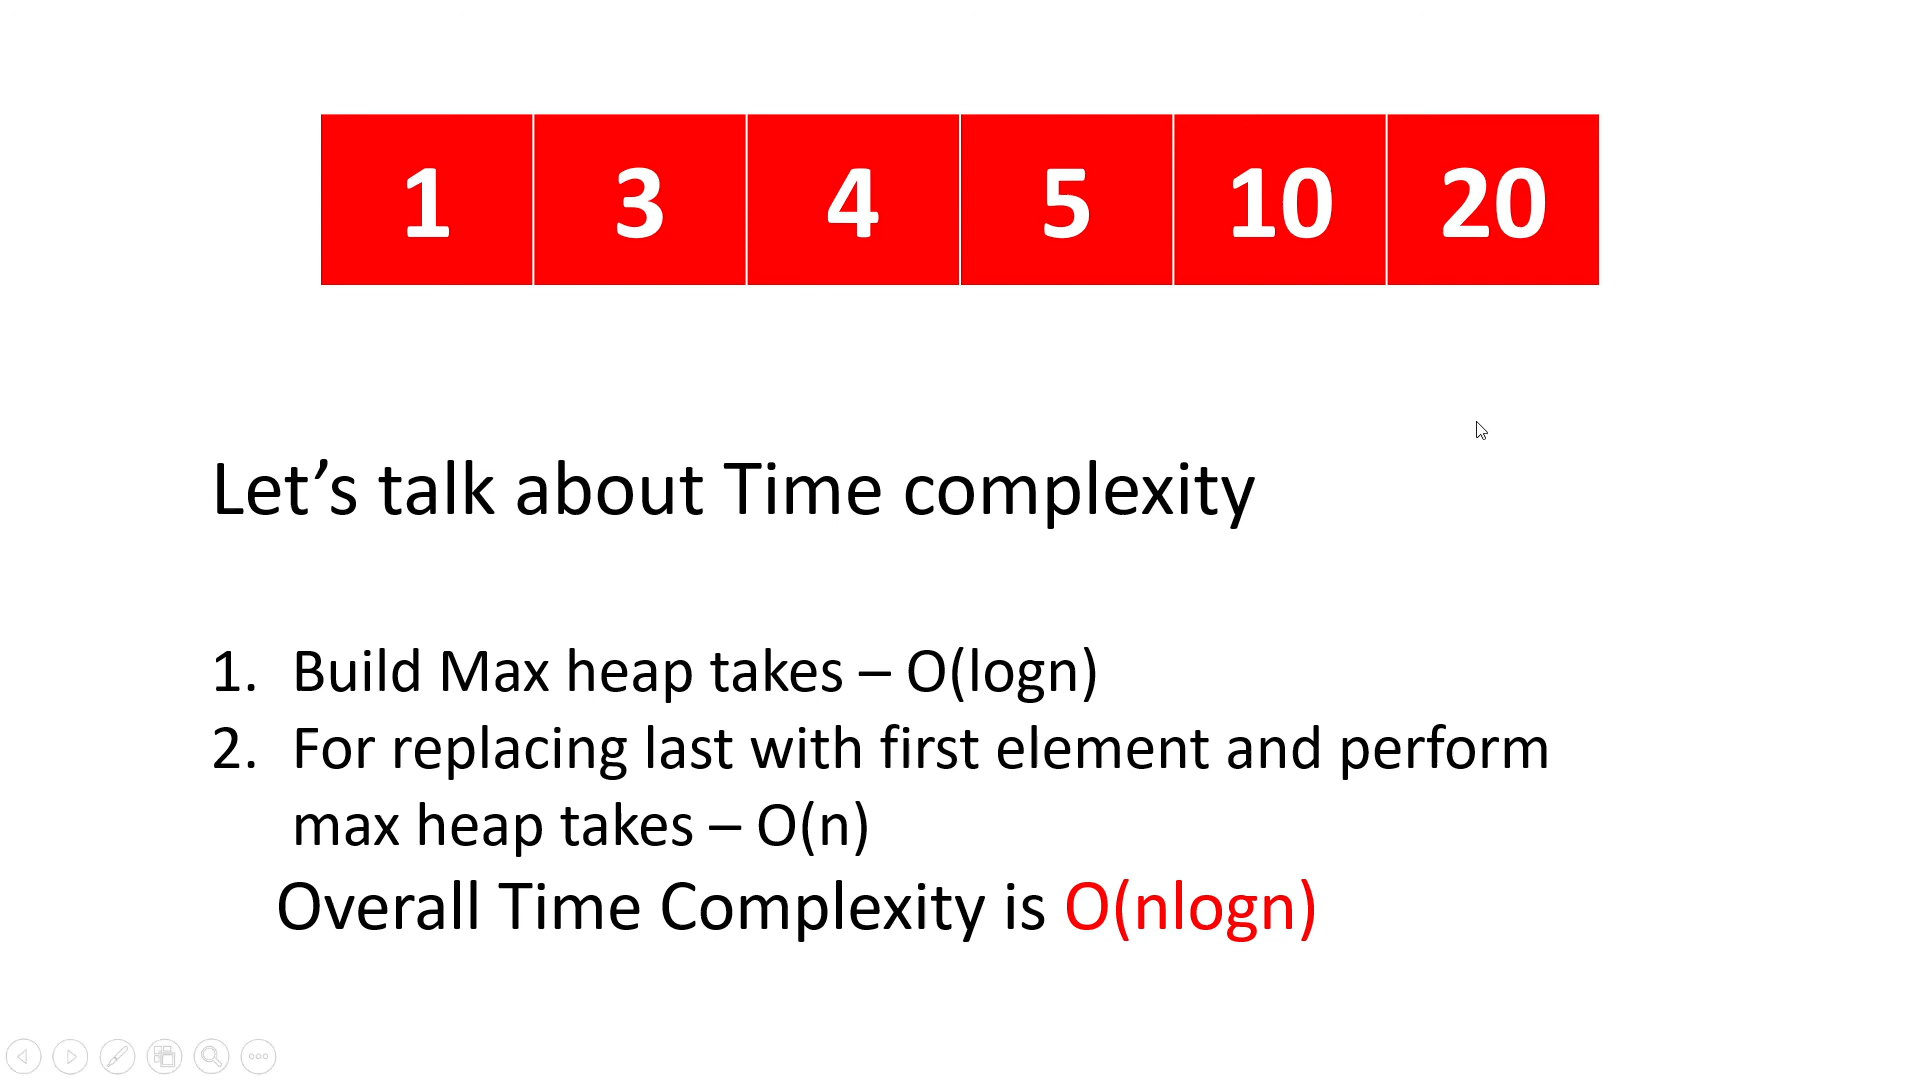 1 3 4 5 10 20
Let’s talk about Time complexity
1. Build Max heap takes – O(logn)
2. For replacing last with first element and perform
max heap takes – O(n)
Overall Time Complexity is O(nlogn)